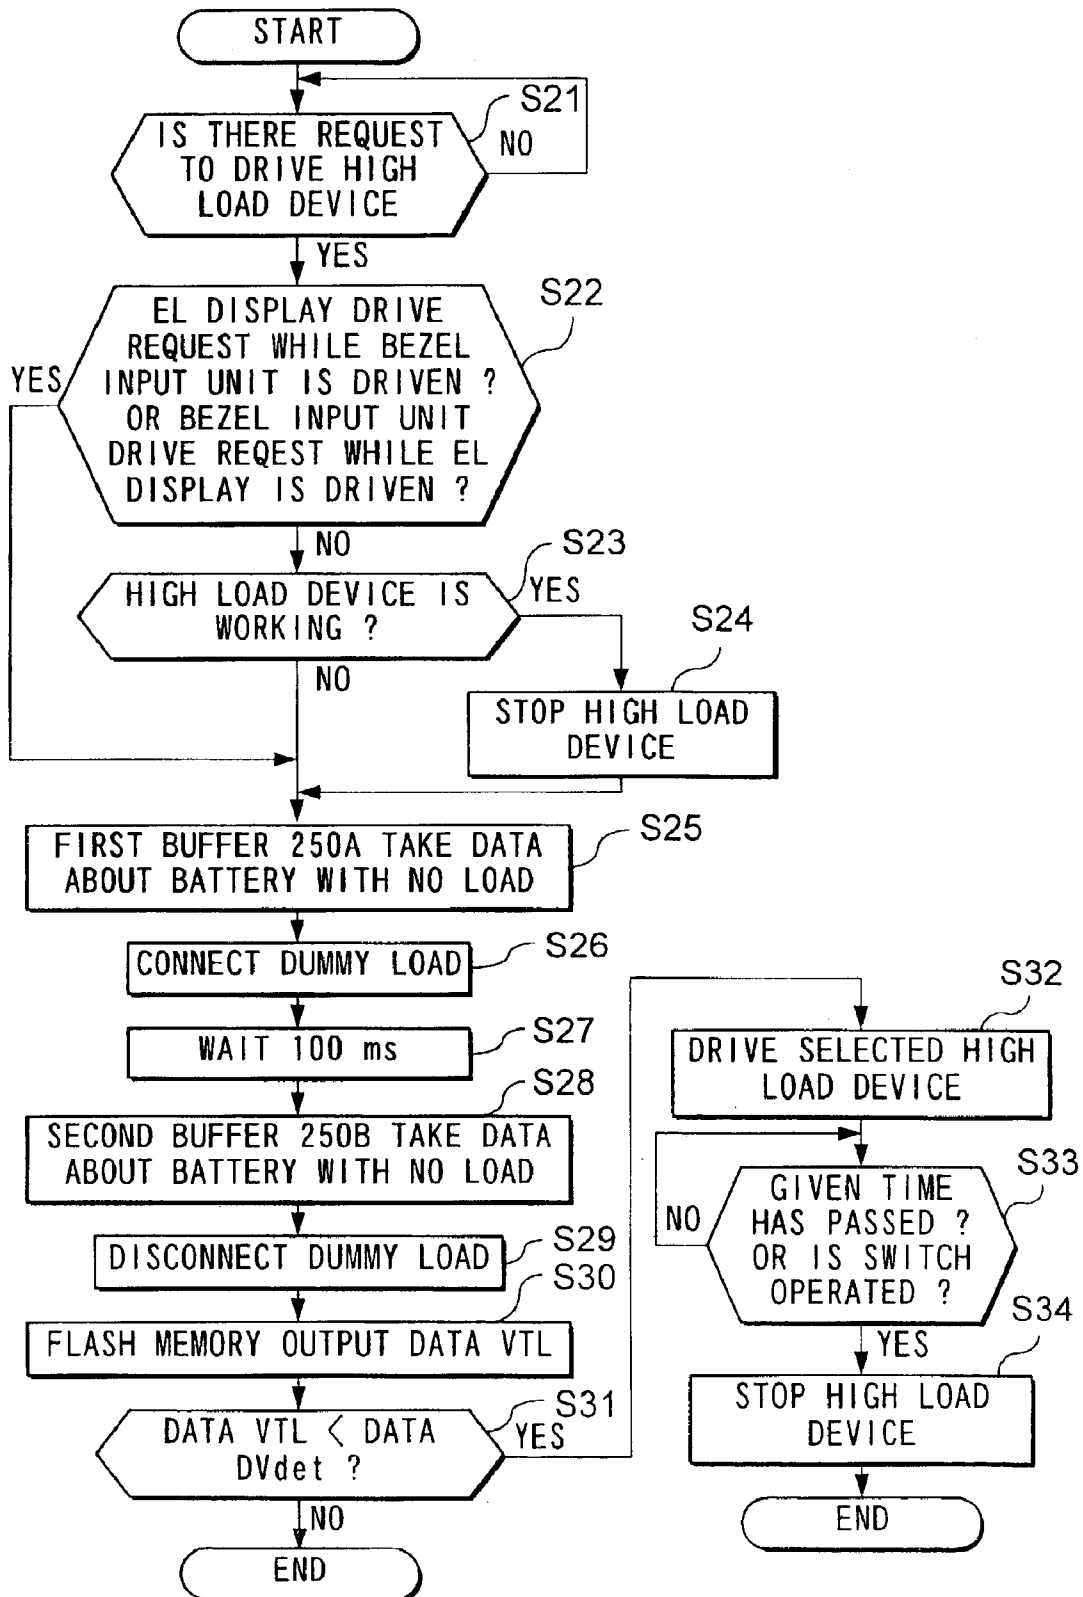 START
S21
IS THERE REQUEST
TO DRIVE HIGH
LOAD DEVICE
NO
YES
S22
EL DISPLAY DRIVE
REQUEST WHILE BEZEL
INPUT UNIT IS DRIVEN ?
OR BEZEL INPUT UNIT
DRIVE REQEST WHILE EL
DISPLAY IS DRIVEN ?
YES
NO
S23
HIGH LOAD DEVICE IS
WORKING ?
YES
NO
S24
STOP HIGH LOAD
DEVICE
S25
FIRST BUFFER 250A TAKE DATA
ABOUT BATTERY WITH NO LOAD
S26
CONNECT DUMMY LOAD
S27
WAIT 100 ms
S28
SECOND BUFFER 250B TAKE DATA
ABOUT BATTERY WITH NO LOAD
S29
DISCONNECT DUMMY LOAD
S30
FLASH MEMORY OUTPUT DATA VTL
S31
DATA VTL < DATA
DVdet ?
YES
NO
END
S32
DRIVE SELECTED HIGH
LOAD DEVICE
S33
GIVEN TIME
HAS PASSED ?
OR IS SWITCH
OPERATED ?
NO
YES
S34
STOP HIGH LOAD
DEVICE
END